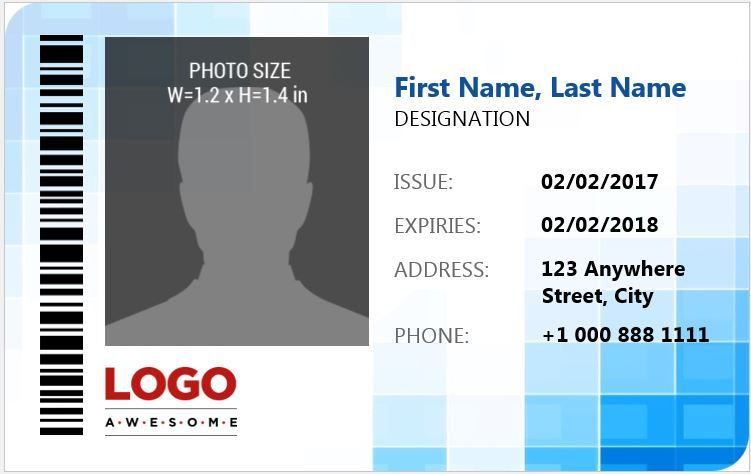 PHOTO SIZE
W=1.2 x H=1.4 in
First Name, Last Name
DESIGNATION
ISSUE: 02/02/2017
EXPIRIES: 02/02/2018
ADDRESS: 123 Anywhere
Street, City
PHONE: +1 000 888 1111
LOGO
A•W•E•S•O•M•E